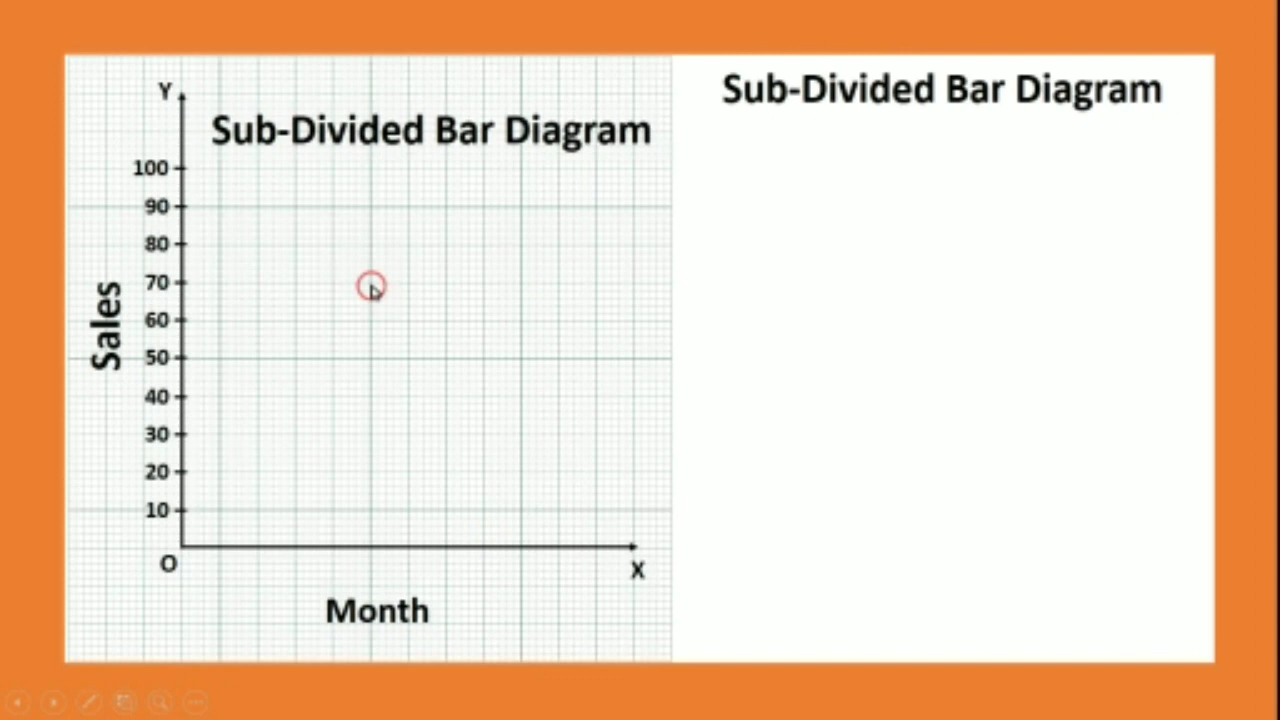 Y
Sub-Divided Bar Diagram
100
90
80
70
60
50
40
30
20
10
Sales
O
X
Month
Sub-Divided Bar Diagram